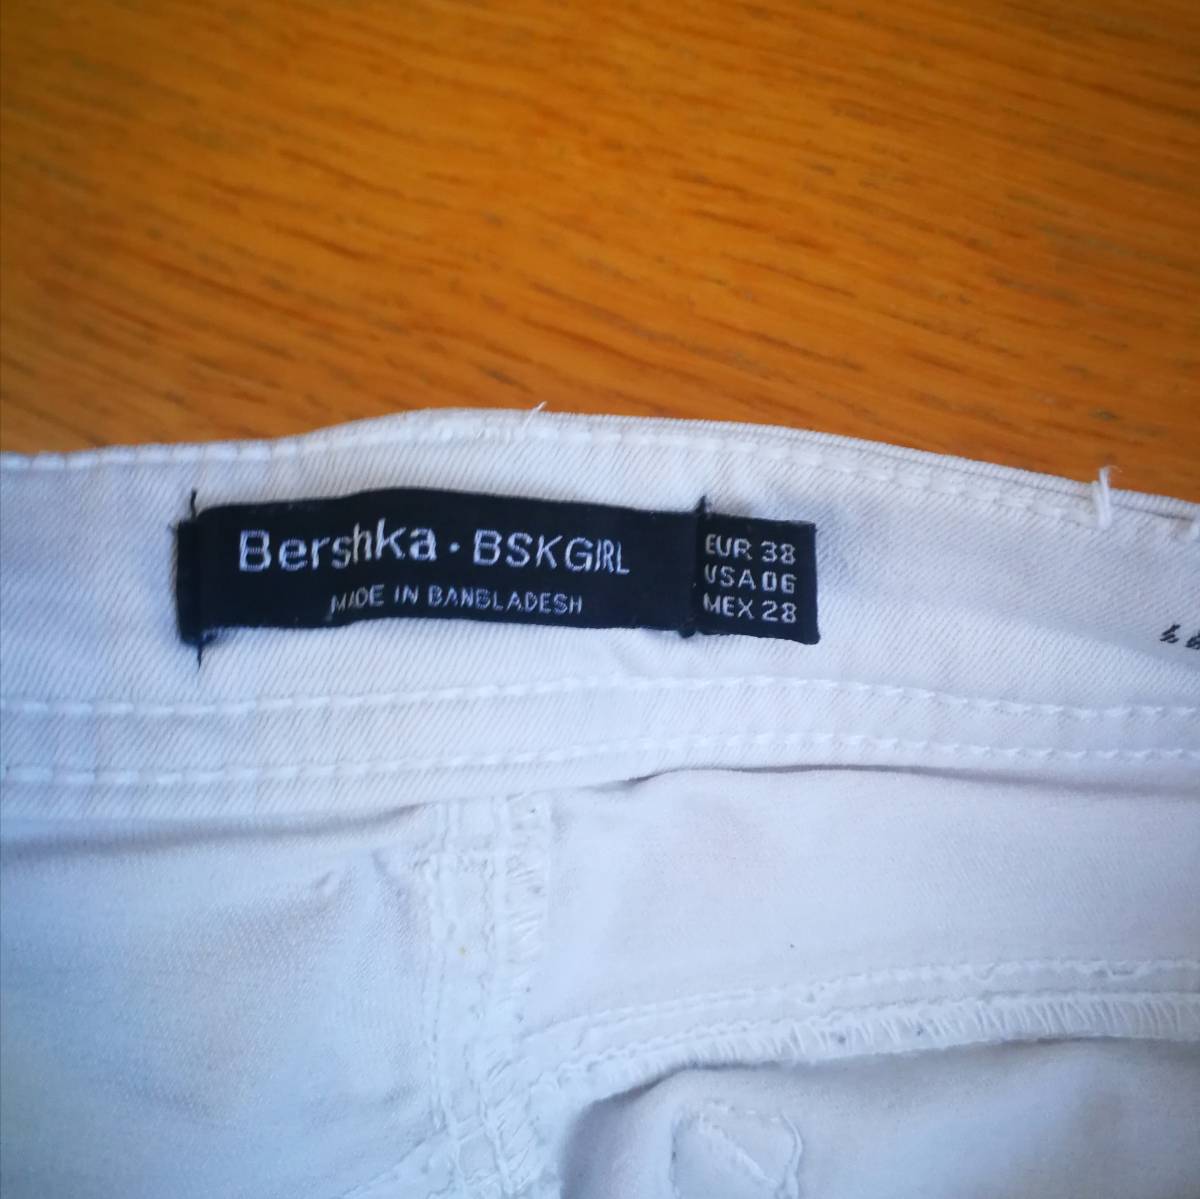 Bershka · BSKGIRL
MADE IN BANGLADESH
EUR 38
USA 06
MEX 28